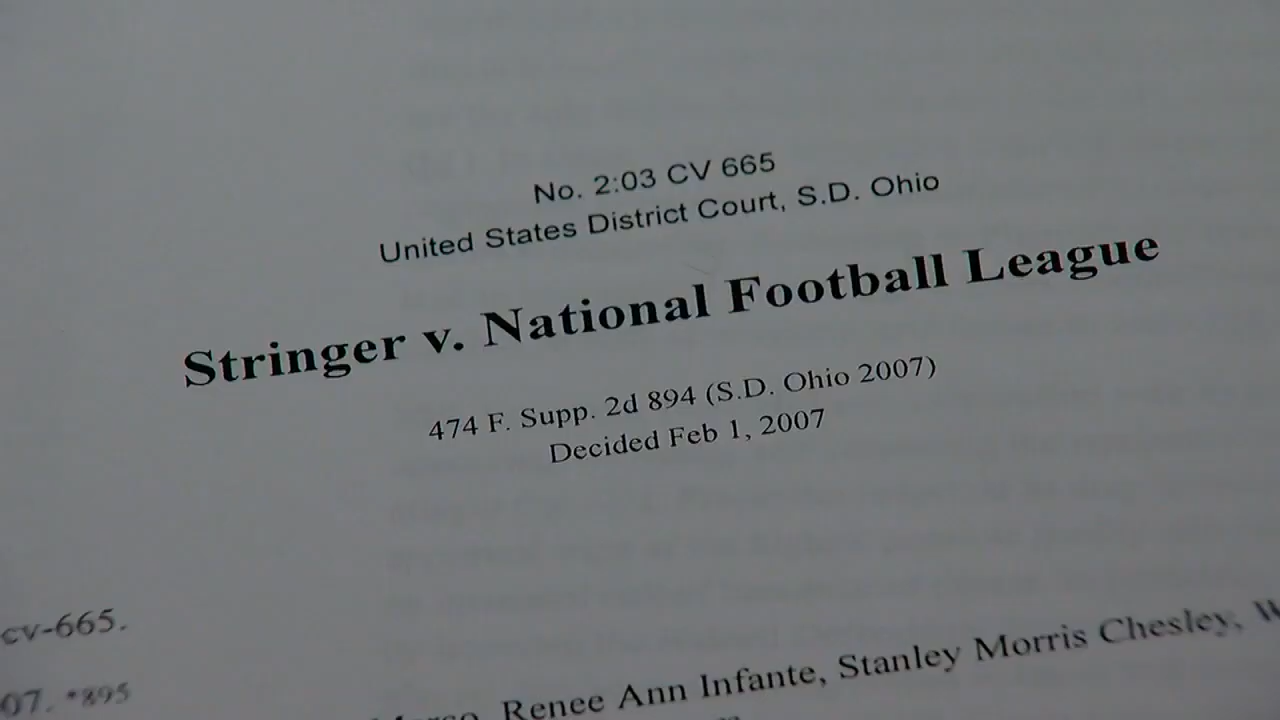 No. 2:03 CV 665
United States District Court, S.D. Ohio
Stringer v. National Football League
474 F. Supp. 2d 894 (S.D. Ohio 2007)
Decided Feb 1, 2007
cv-665.
07. *895
Renee Ann Infante, Stanley Morris Chesley,